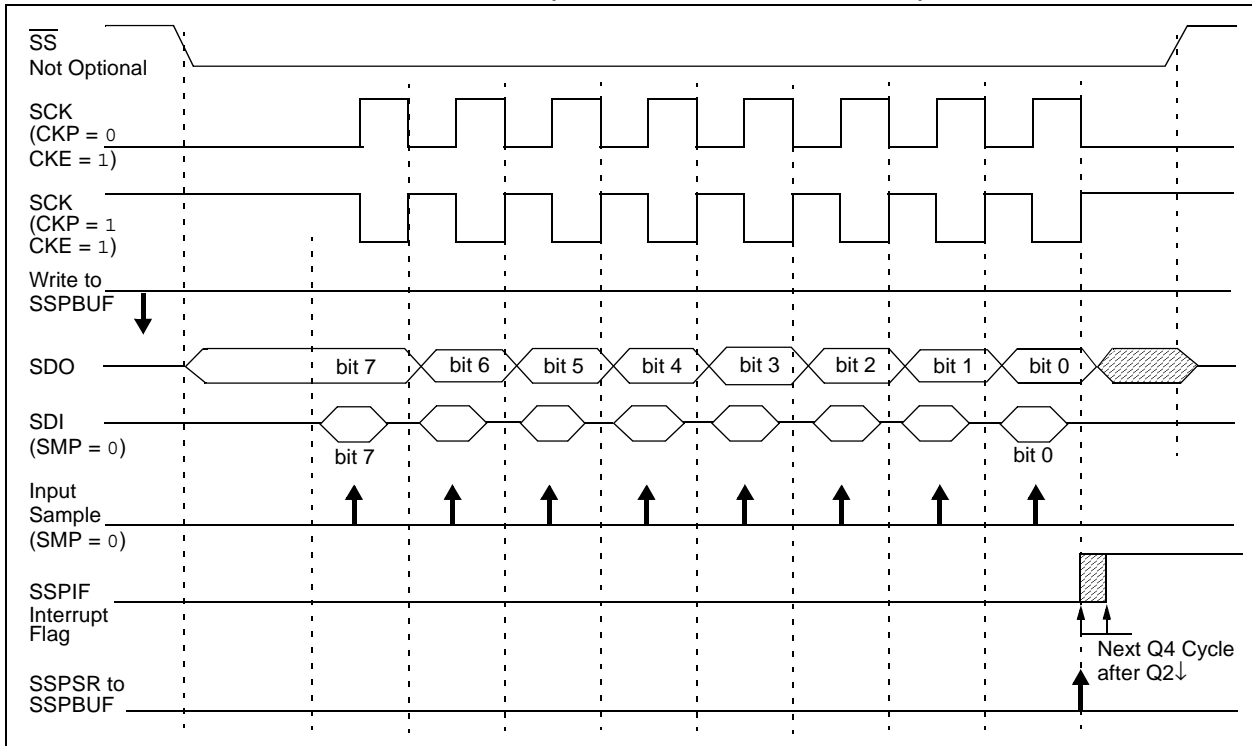 SS
Not Optional
SCK
(CKP = 0
CKE = 1)
SCK
(CKP = 1
CKE = 1)
Write to
SSPBUF
SDO
bit 7
bit 6
bit 5
bit 4
bit 3
bit 2
bit 1
bit 0
SDI
(SMP = 0)
bit 7
bit 0
Input
Sample
(SMP = 0)
SSPIF
Interrupt
Flag
Next Q4 Cycle
after Q2↓
SSPSR to
SSPBUF